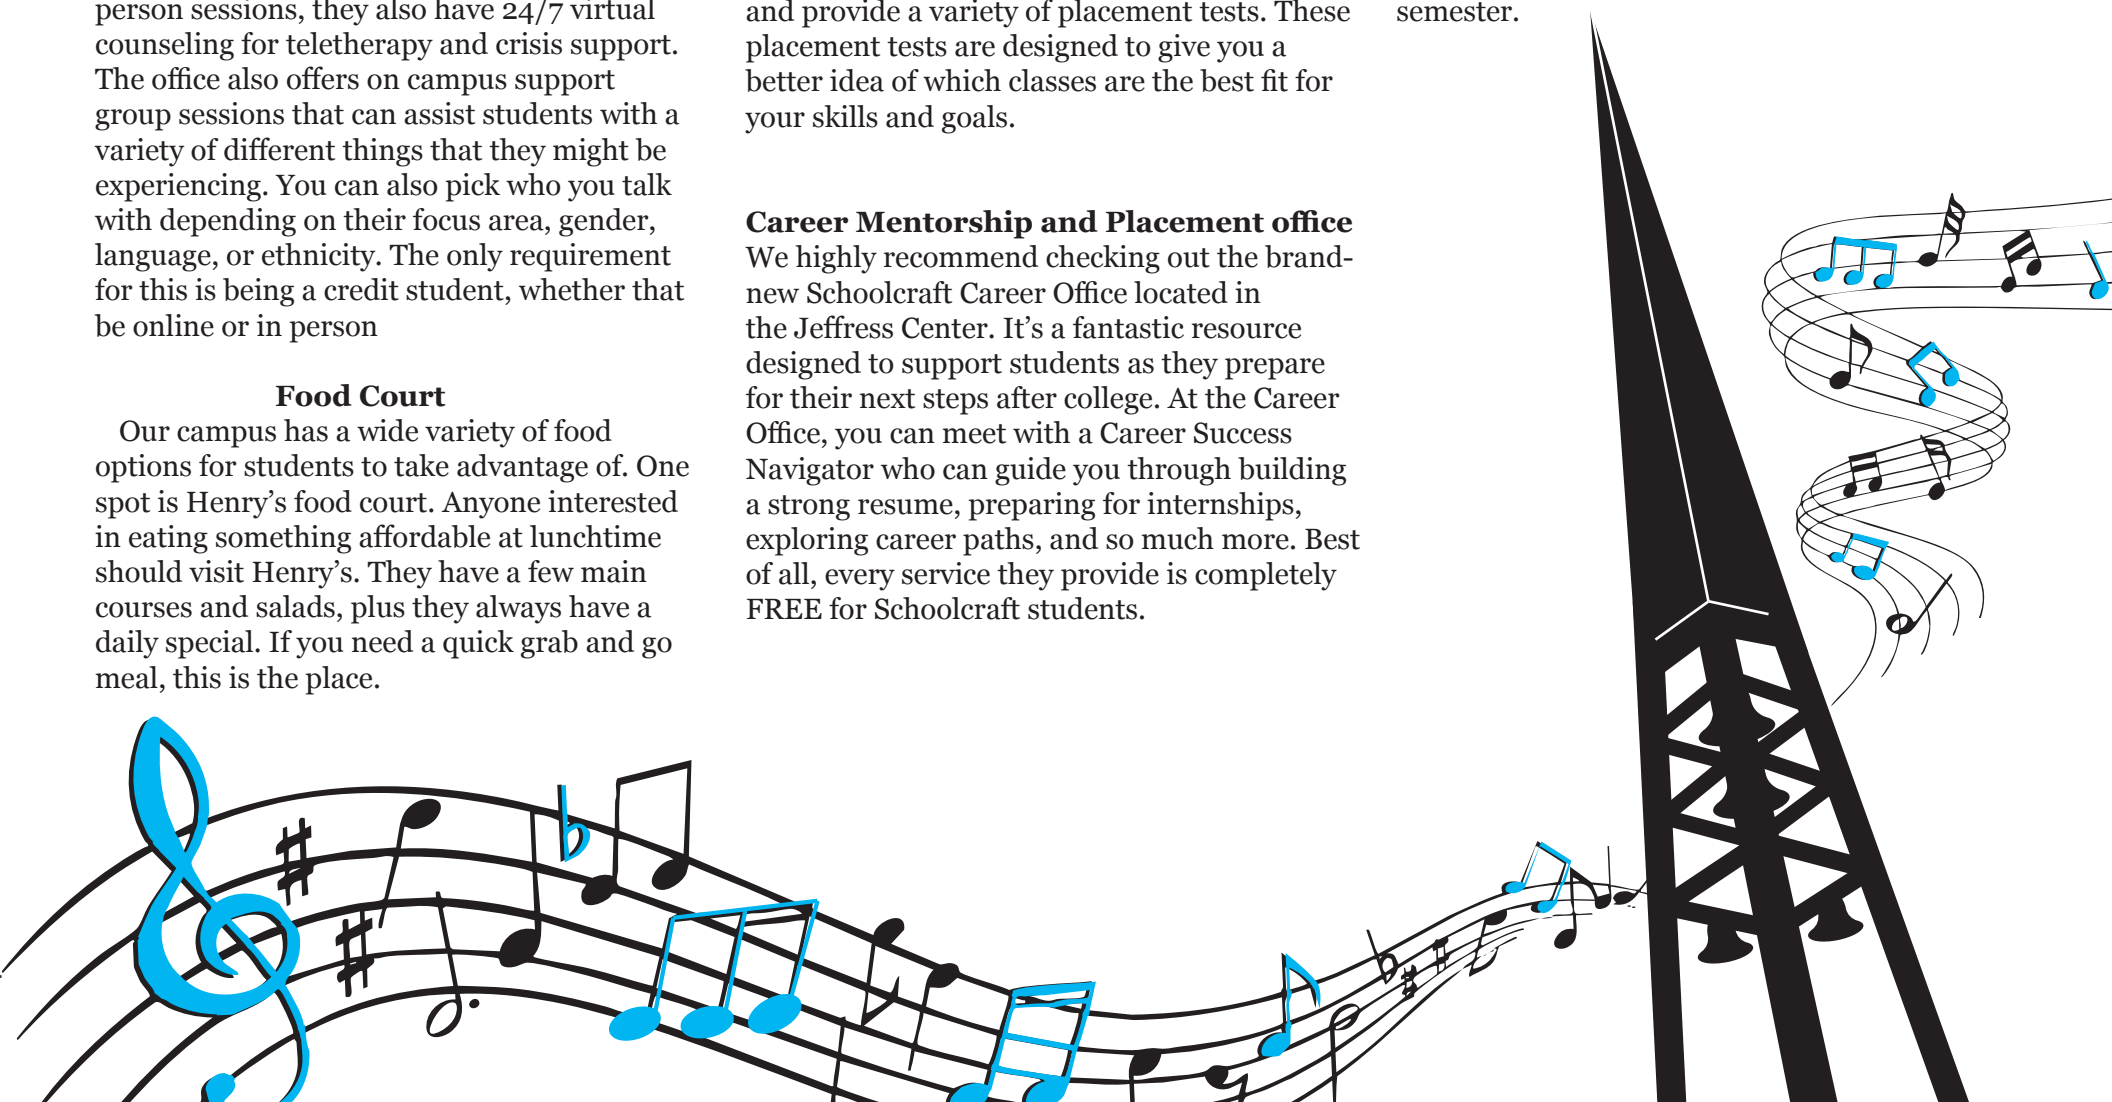 person sessions, they also have 24/7 virtual
counseling for teletherapy and crisis support.
The office also offers on campus support
group sessions that can assist students with a
variety of different things that they might be
experiencing. You can also pick who you talk
with depending on their focus area, gender,
language, or ethnicity. The only requirement
for this is being a credit student, whether that
be online or in person
Food Court
Our campus has a wide variety of food
options for students to take advantage of. One
spot is Henry’s food court. Anyone interested
in eating something affordable at lunchtime
should visit Henry’s. They have a few main
courses and salads, plus they always have a
daily special. If you need a quick grab and go
meal, this is the place.
and provide a variety of placement tests. These
placement tests are designed to give you a
better idea of which classes are the best fit for
your skills and goals.
Career Mentorship and Placement office
We highly recommend checking out the brand-
new Schoolcraft Career Office located in
the Jeffress Center. It’s a fantastic resource
designed to support students as they prepare
for their next steps after college. At the Career
Office, you can meet with a Career Success
Navigator who can guide you through building
a strong resume, preparing for internships,
exploring career paths, and so much more. Best
of all, every service they provide is completely
FREE for Schoolcraft students.
semester.